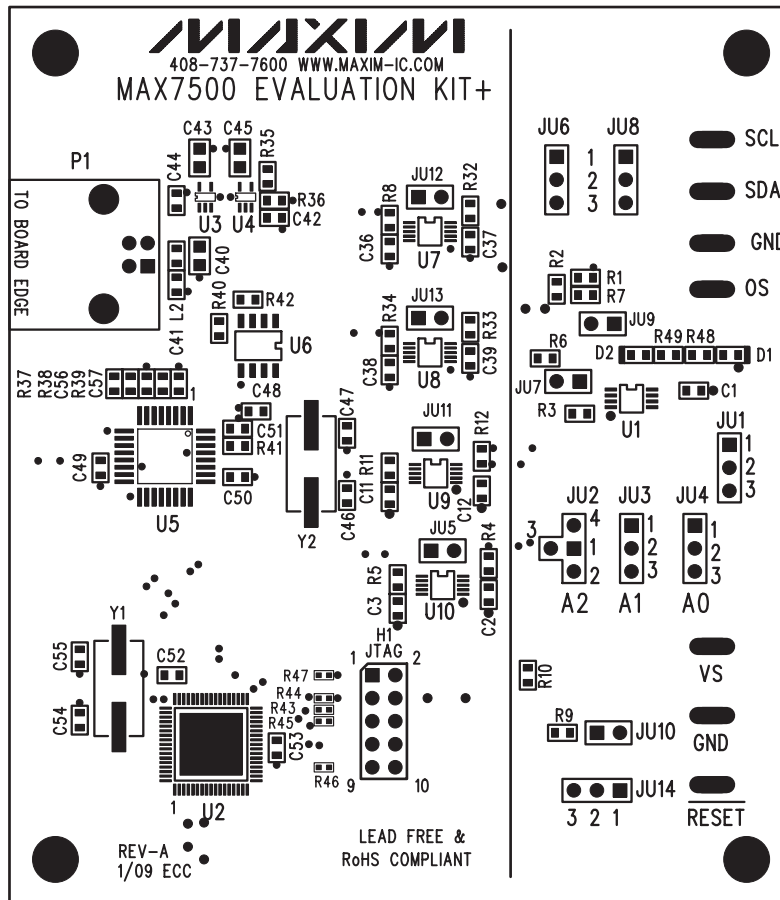 MAXIM
408-737-7600 WWW.MAXIM-IC.COM
MAX7500 EVALUATION KIT+
P1
TO BOARD EDGE
C43
C45
R35
C44
U3
U4
R36
C42
C40
L2
C41
R40
R42
U6
JU12
R8
R32
C36
U7
C37
JU13
R34
R33
C38
U8
C39
R37
R38
C56
R39
C57
1
C48
C51
R41
C50
C49
U5
C47
C46
Y2
JU11
R12
R11
C11
U9
C12
JU5
R4
R5
C3
U10
C2
JU6
JU8
1
2
3
SCL
SDA
GND
OS
R2
R1
R7
JU9
R6
D2
R49
R48
D1
JU7
R3
U1
C1
JU1
1
2
3
JU2
3
4
1
2
A2
JU3
1
2
3
A1
JU4
1
2
3
A0
Y1
C55
C54
C52
C53
1
U2
R47
R44
R43
R45
R46
H1
JTAG
1
2
9
10
R10
VS
R9
JU10
GND
JU14
3 2 1
RESET
REV-A
1/09 ECC
LEAD FREE &
RoHS COMPLIANT